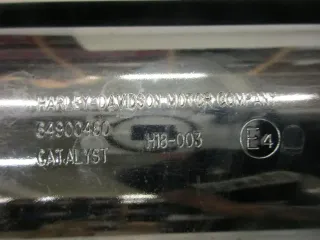 HARLEY-DAVIDSON MOTOR COMPANY
64900460 H18-003 E4
CATALYST